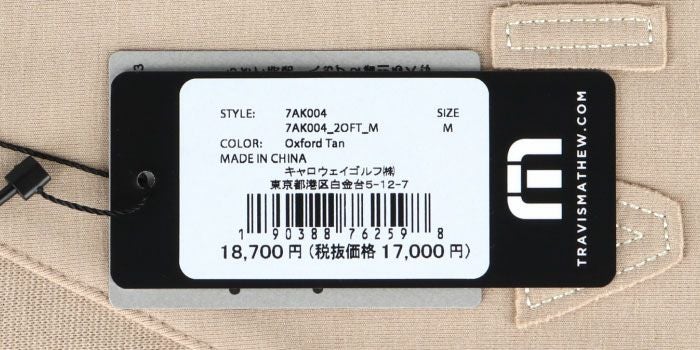 STYLE: 7AK004 SIZE
7AK004_2OFT_M M
COLOR: Oxford Tan
MADE IN CHINA
キャロウェイゴルフ㈱
東京都港区白金台5-12-7
1 90388 76259 8
18,700円(税抜価格 17,000円)
TRAVISMATHEW.COM